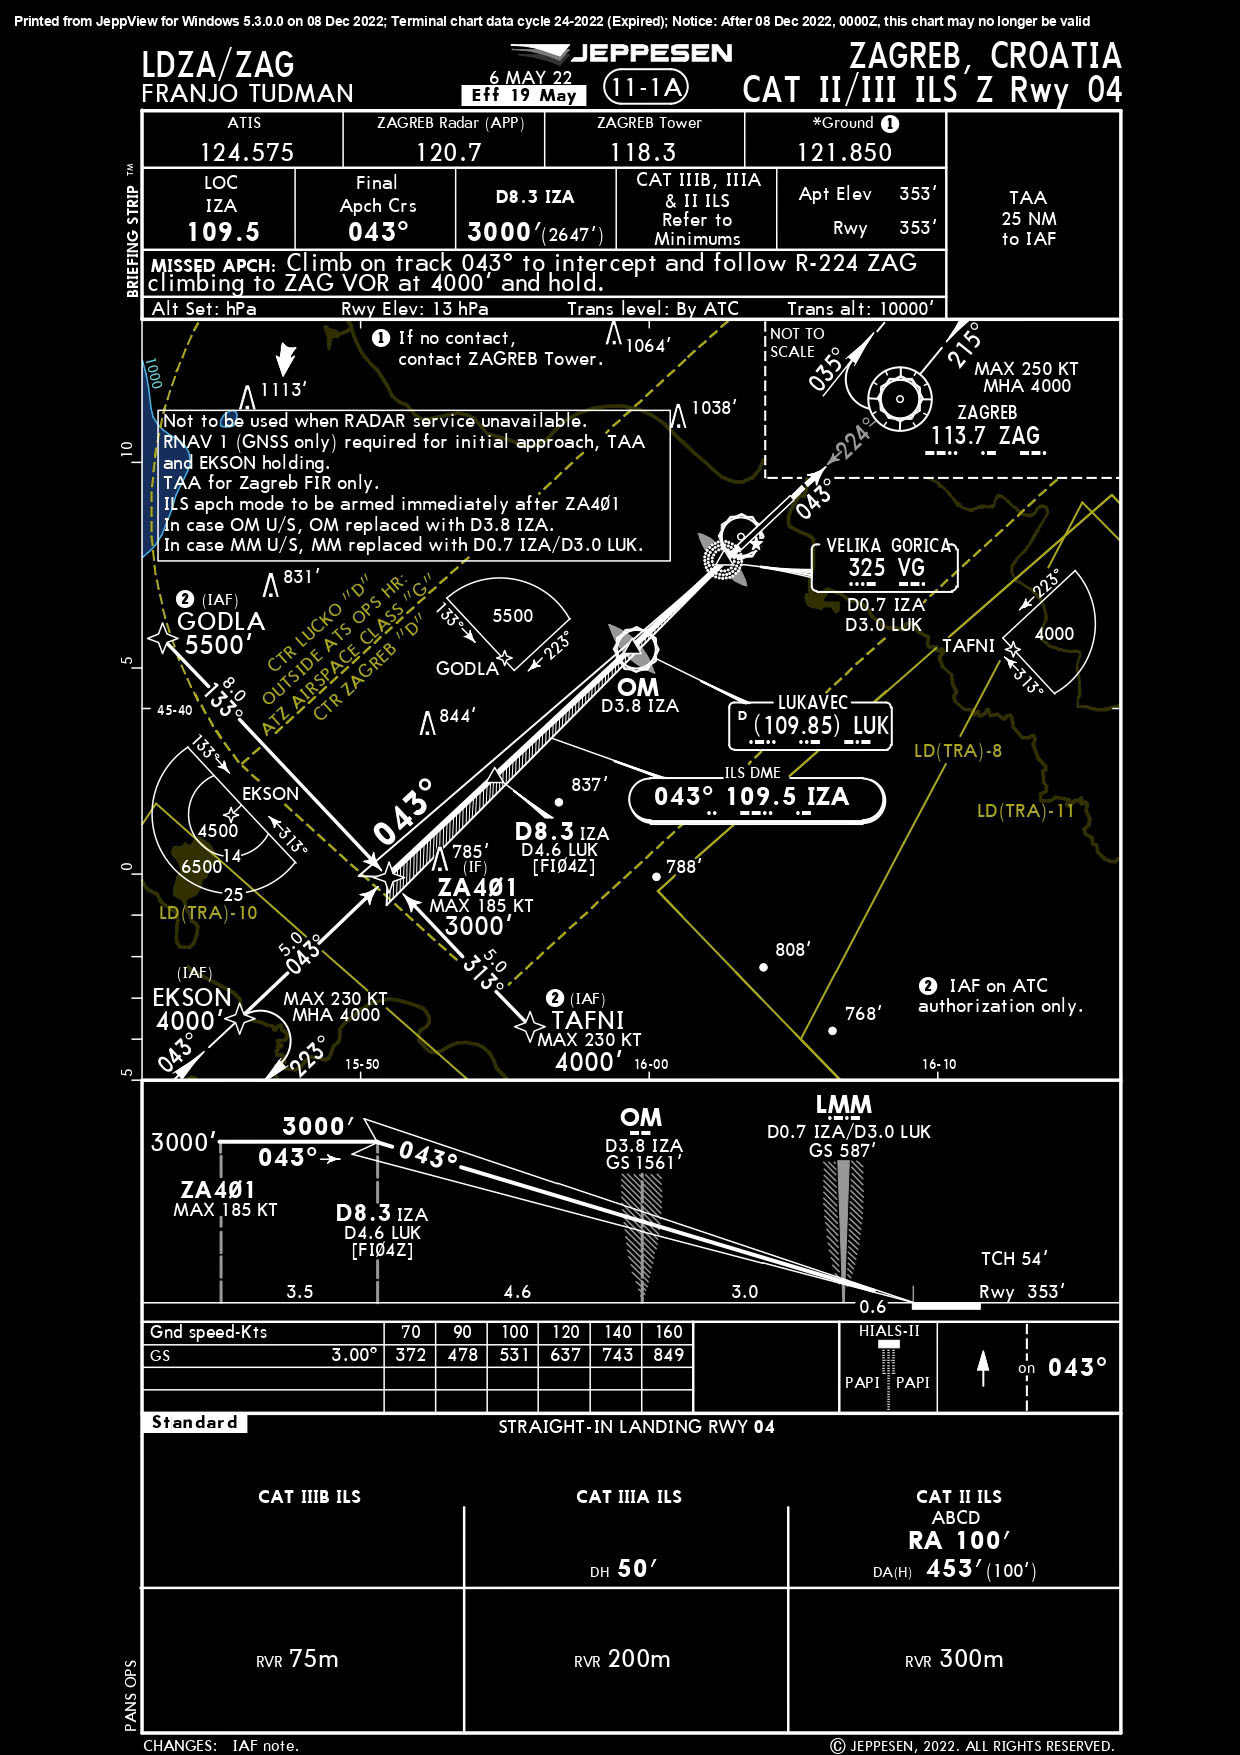 Printed from JeppView for Windows 5.3.0.0 on 08 Dec 2022; Terminal chart data cycle 24-2022 (Expired); Notice: After 08 Dec 2022, 0000Z, this chart may no longer be valid
LDZA/ZAG
FRANJO TUDMAN
JEPPESEN
6 MAY 22
Eff 19 May
11-1A
ZAGREB, CROATIA
CAT II/III ILS Z Rwy 04
BRIEFING STRIP TM
ATIS
124.575
ZAGREB Radar (APP)
120.7
ZAGREB Tower
118.3
*Ground 1
121.850
LOC
IZA
109.5
Final
Apch Crs
043°
D8.3 IZA
3000'(2647')
CAT IIIB, IIIA
& II ILS
Refer to
Minimums
Apt Elev 353'
Rwy 353'
TAA
25 NM
to IAF
MISSED APCH: Climb on track 043° to intercept and follow R-224 ZAG
climbing to ZAG VOR at 4000' and hold.
Alt Set: hPa Rwy Elev: 13 hPa Trans level: By ATC Trans alt: 10000'
1 If no contact,
contact ZAGREB Tower.
1064'
1000
1113'
1038'
NOT TO
SCALE
035°
215°
MAX 250 KT
MHA 4000
ZAGREB
113.7 ZAG
224°
043°
Not to be used when RADAR service unavailable.
RNAV 1 (GNSS only) required for initial approach, TAA
and EKSON holding.
TAA for Zagreb FIR only.
ILS apch mode to be armed immediately after ZA4Ø1
In case OM U/S, OM replaced with D3.8 IZA.
In case MM U/S, MM replaced with D0.7 IZA/D3.0 LUK.
10
VELIKA GORICA
325 VG
D0.7 IZA
D3.0 LUK
831'
2 (IAF)
GODLA
5500'
CTR LUCKO "D"
OUTSIDE ATS OPS HR:
ATZ AIRSPACE CLASS "G"
CTR ZAGREB "D"
133°
5500
223°
GODLA
TAFNI
223°
4000
313°
5
45-40
8.0
133°
OM
D3.8 IZA
844'
LUKAVEC
D (109.85) LUK
LD(TRA)-8
ILS DME
043° 109.5 IZA
LD(TRA)-11
133°
EKSON
4500
14
6500
25
313°
LD(TRA)-10
043°
837'
D8.3 IZA
D4.6 LUK
[FIØ4Z]
785'
(IF)
ZA4Ø1
MAX 185 KT
3000'
788'
0
5.0
043°
5.0
313°
808'
(IAF)
EKSON
4000'
MAX 230 KT
MHA 4000
043°
223°
2 (IAF)
TAFNI
MAX 230 KT
4000'
768'
2 IAF on ATC
authorization only.
5
15-50
16-00
16-10
3000'
3000'
043°
043°
ZA4Ø1
MAX 185 KT
D8.3 IZA
D4.6 LUK
[FIØ4Z]
OM
D3.8 IZA
GS 1561'
LMM
D0.7 IZA/D3.0 LUK
GS 587'
TCH 54'
Rwy 353'
3.5
4.6
3.0
0.6
Gnd speed-Kts 70 90 100 120 140 160
GS 3.00° 372 478 531 637 743 849
HIALS-II
PAPI PAPI
on 043°
Standard
STRAIGHT-IN LANDING RWY 04
CAT IIIB ILS
CAT IIIA ILS
CAT II ILS
ABCD
RA 100'
DH 50'
DA(H) 453'(100')
RVR 75m
RVR 200m
RVR 300m
PANS OPS
CHANGES: IAF note.
© JEPPESEN, 2022. ALL RIGHTS RESERVED.